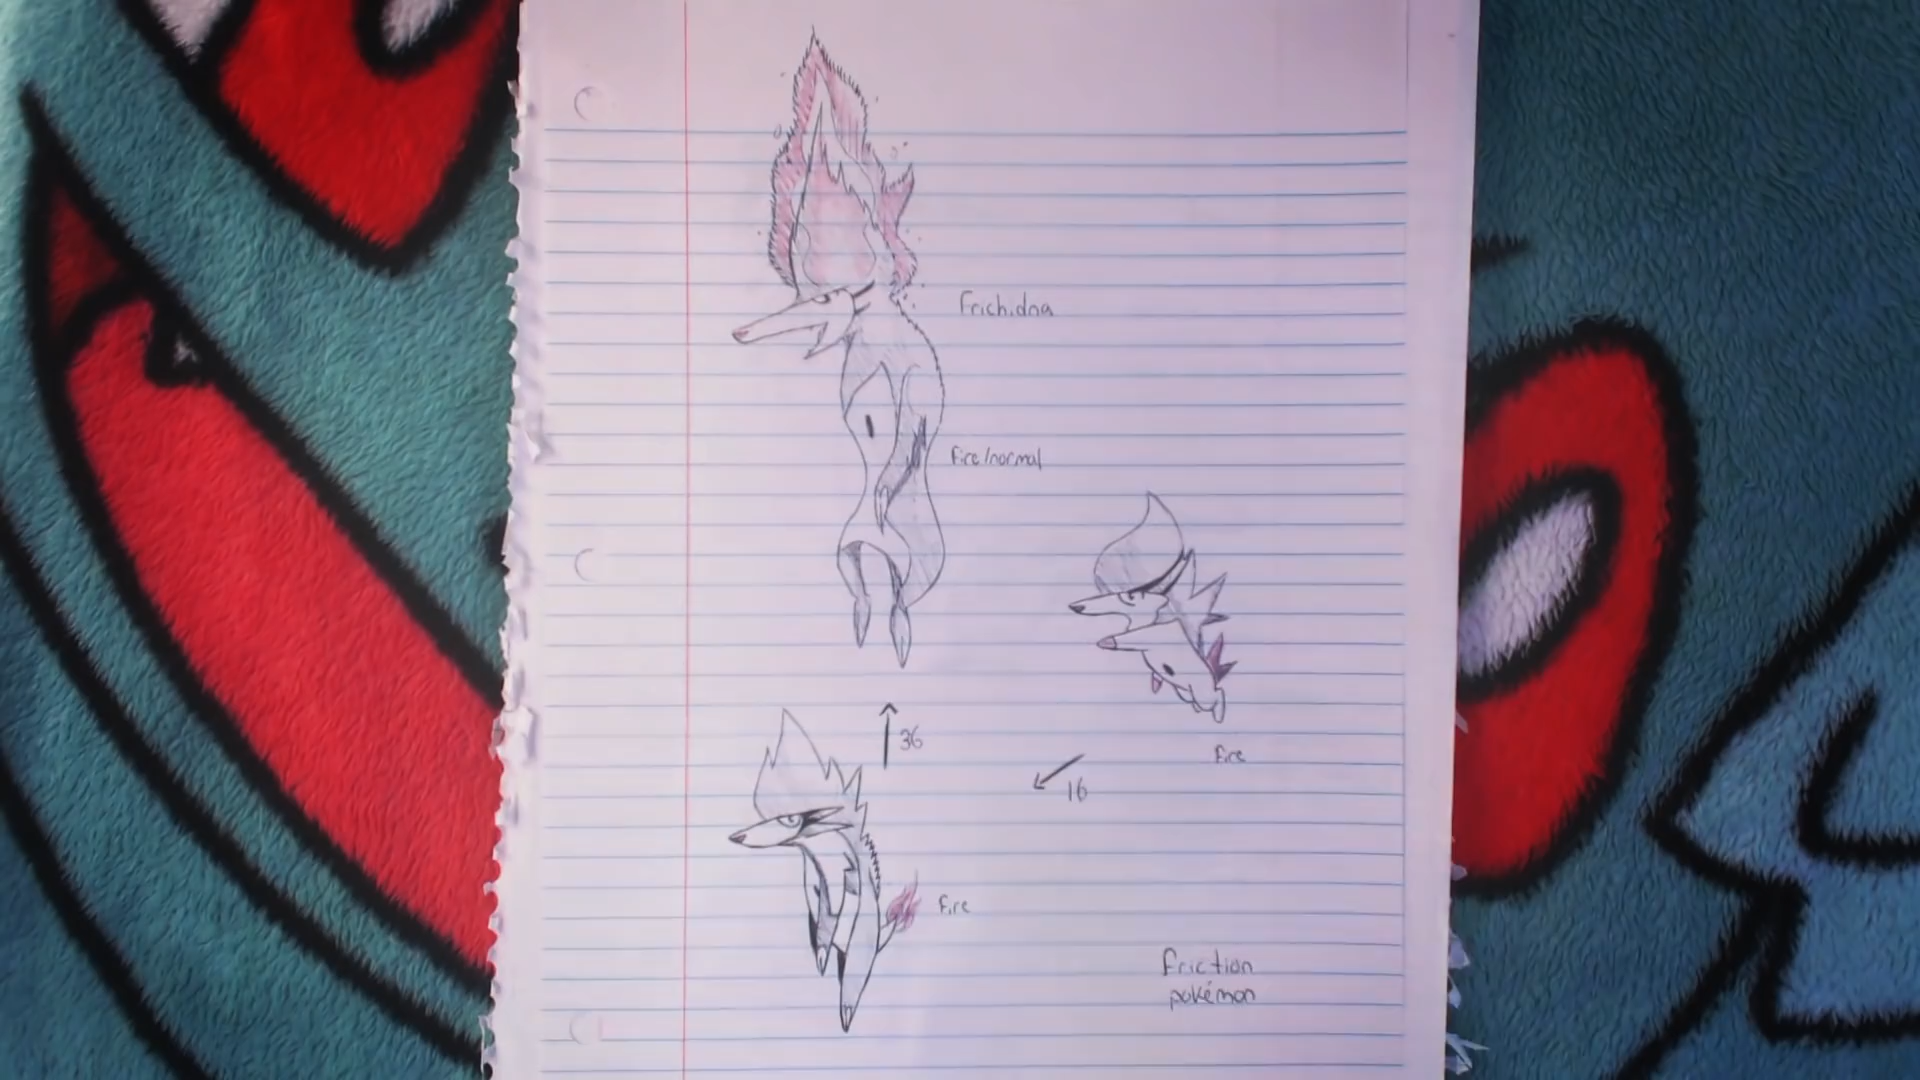 Frichidna
fire/normal
36
16
fire
fire
friction
pokémon